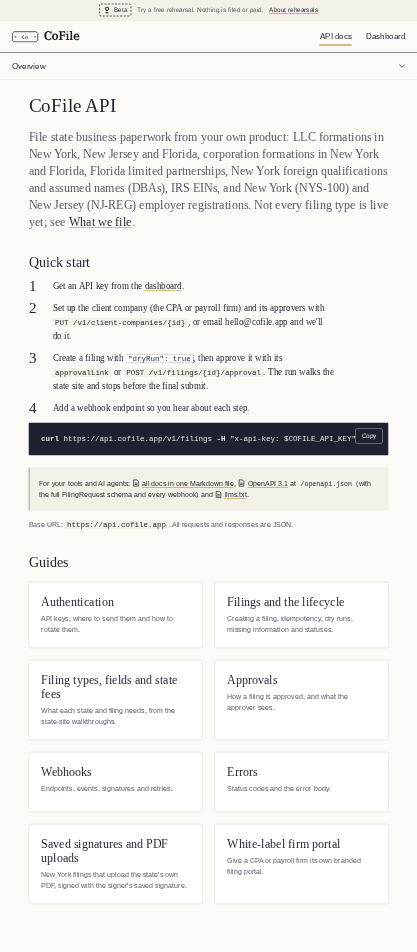 Beta Try a free rehearsal. Nothing is filed or paid. About rehearsals
Co CoFile API docs Dashboard
Overview
CoFile API
File state business paperwork from your own product: LLC formations in
New York, New Jersey and Florida, corporation formations in New York
and Florida, Florida limited partnerships, New York foreign qualifications
and assumed names (DBAs), IRS EINs, and New York (NYS-100) and
New Jersey (NJ-REG) employer registrations. Not every filing type is live
yet; see What we file.
Quick start
1 Get an API key from the dashboard.
2 Set up the client company (the CPA or payroll firm) and its approvers with
PUT /v1/client-companies/{id}, or email hello@cofile.app and we'll
do it.
3 Create a filing with "dryRun": true, then approve it with its
approvalLink or POST /v1/filings/{id}/approval. The run walks the
state site and stops before the final submit.
4 Add a webhook endpoint so you hear about each step.
curl https://api.cofile.app/v1/filings -H "x-api-key: $COFILE_API_KEY"
Copy
For your tools and AI agents: all docs in one Markdown file, OpenAPI 3.1 at /openapi.json (with
the full FilingRequest schema and every webhook) and llms.txt.
Base URL: https://api.cofile.app. All requests and responses are JSON.
Guides
Authentication
API keys, where to send them and how to
rotate them.
Filings and the lifecycle
Creating a filing, idempotency, dry runs,
missing information and statuses.
Filing types, fields and state
fees
What each state and filing needs, from the
state-site walkthroughs.
Approvals
How a filing is approved, and what the
approver sees.
Webhooks
Endpoints, events, signatures and retries.
Errors
Status codes and the error body.
Saved signatures and PDF
uploads
New York filings that upload the state's own
PDF, signed with the signer's saved signature.
White-label firm portal
Give a CPA or payroll firm its own branded
filing portal.